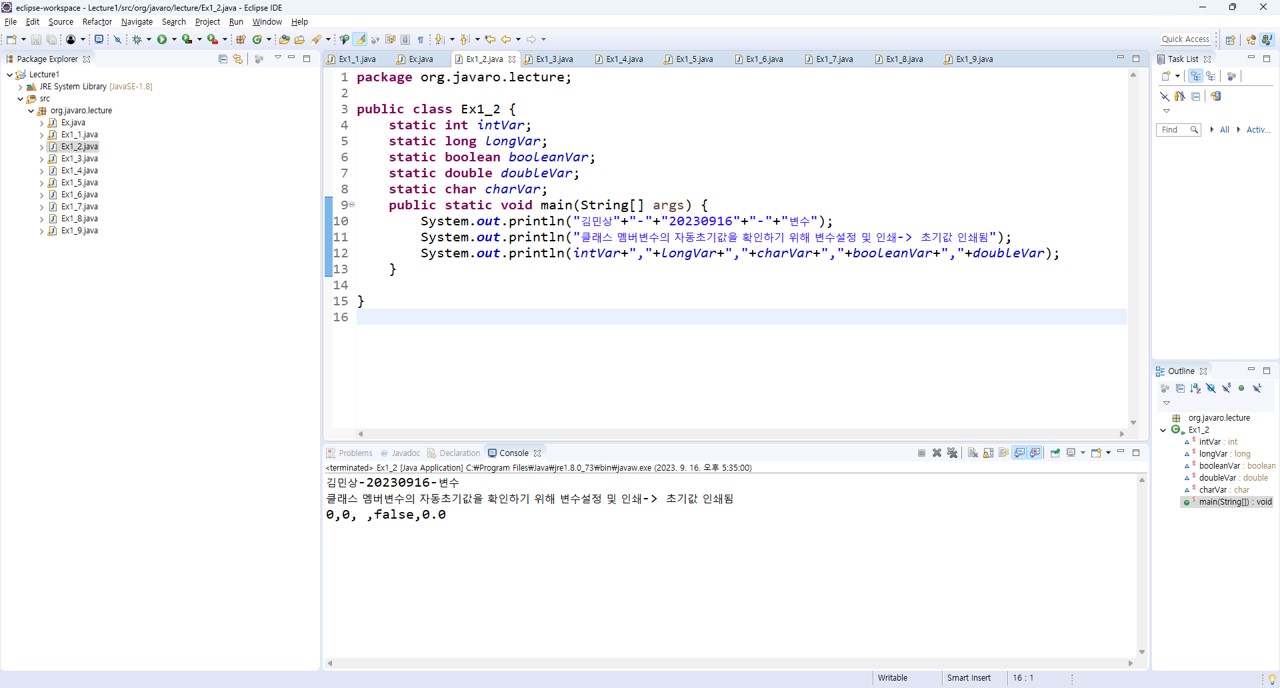 eclipse-workspace - Lecture1/src/org/javaro/lecture/Ex1_2.java - Eclipse IDE
File Edit Source Refactor Navigate Search Project Run Window Help
Quick Access
Package Explorer
Lecture1
JRE System Library [JavaSE-1.8]
src
org.javaro.lecture
Ex.java
Ex1_1.java
Ex1_2.java
Ex1_3.java
Ex1_4.java
Ex1_5.java
Ex1_6.java
Ex1_7.java
Ex1_8.java
Ex1_9.java
Ex1_1.java Ex.java Ex1_2.java Ex1_3.java Ex1_4.java Ex1_5.java Ex1_6.java Ex1_7.java Ex1_8.java Ex1_9.java
1 package org.javaro.lecture;
2
3 public class Ex1_2 {
4 static int intVar;
5 static long longVar;
6 static boolean booleanVar;
7 static double doubleVar;
8 static char charVar;
9 public static void main(String[] args) {
10 System.out.println("김민상"+"-"+"20230916"+"-"+"변수");
11 System.out.println("클래스 멤버변수의 자동초기값을 확인하기 위해 변수설정 및 인쇄-> 초기값 인쇄됨");
12 System.out.println(intVar+","+longVar+","+charVar+","+booleanVar+","+doubleVar);
13 }
14
15 }
16
Problems Javadoc Declaration Console
<terminated> Ex1_2 [Java Application] C:₩Program Files₩Java₩jre1.8.0_73₩bin₩javaw.exe (2023. 9. 16. 오후 5:35:00)
김민상-20230916-변수
클래스 멤버변수의 자동초기값을 확인하기 위해 변수설정 및 인쇄-> 초기값 인쇄됨
0,0, ,false,0.0
Task List
Find All Activ...
Outline
org.javaro.lecture
Ex1_2
intVar : int
longVar : long
booleanVar : boolean
doubleVar : double
charVar : char
main(String[]) : void
Writable Smart Insert 16 : 1